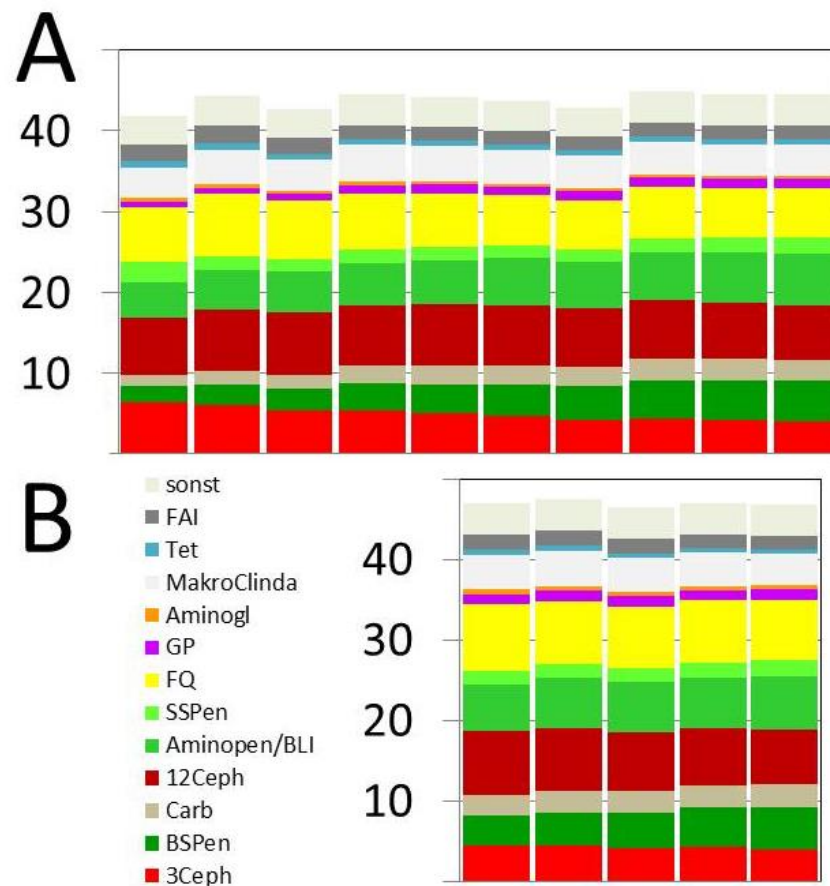 A
40
30
20
10
B
sonst
FAI
Tet
MakroClinda
Aminogl
GP
FQ
SSPen
Aminopen/BLI
12Ceph
Carb
BSPen
3Ceph
40
30
20
10